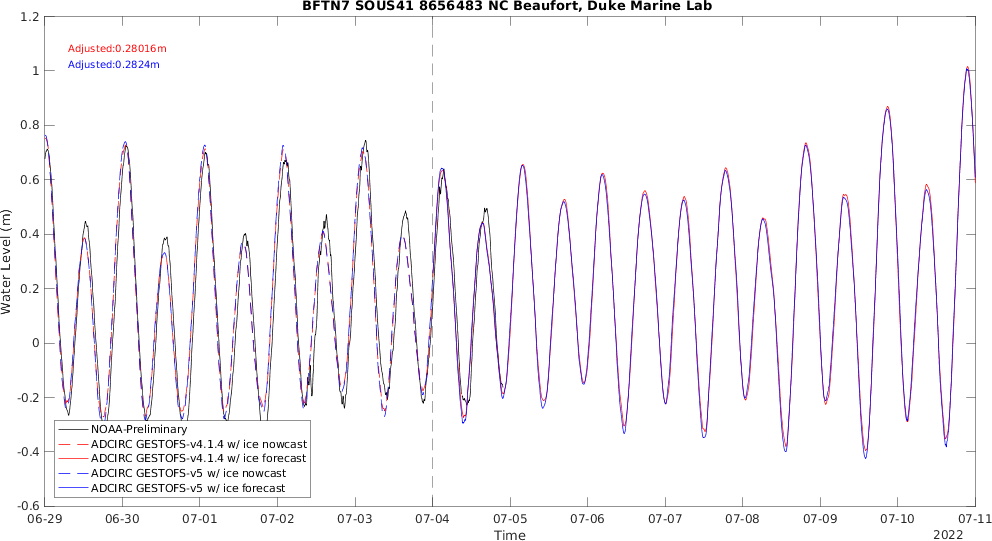 BFTN7 SOUS41 8656483 NC Beaufort, Duke Marine Lab
1.2
Adjusted:0.28016m
Adjusted:0.2824m
1
0.8
0.6
0.4
0.2
0
-0.2
-0.4
-0.6
Water Level (m)
NOAA-Preliminary
ADCIRC GESTOFS-v4.1.4 w/ ice nowcast
ADCIRC GESTOFS-v4.1.4 w/ ice forecast
ADCIRC GESTOFS-v5 w/ ice nowcast
ADCIRC GESTOFS-v5 w/ ice forecast
06-29 06-30 07-01 07-02 07-03 07-04 07-05 07-06 07-07 07-08 07-09 07-10 07-11
Time
2022